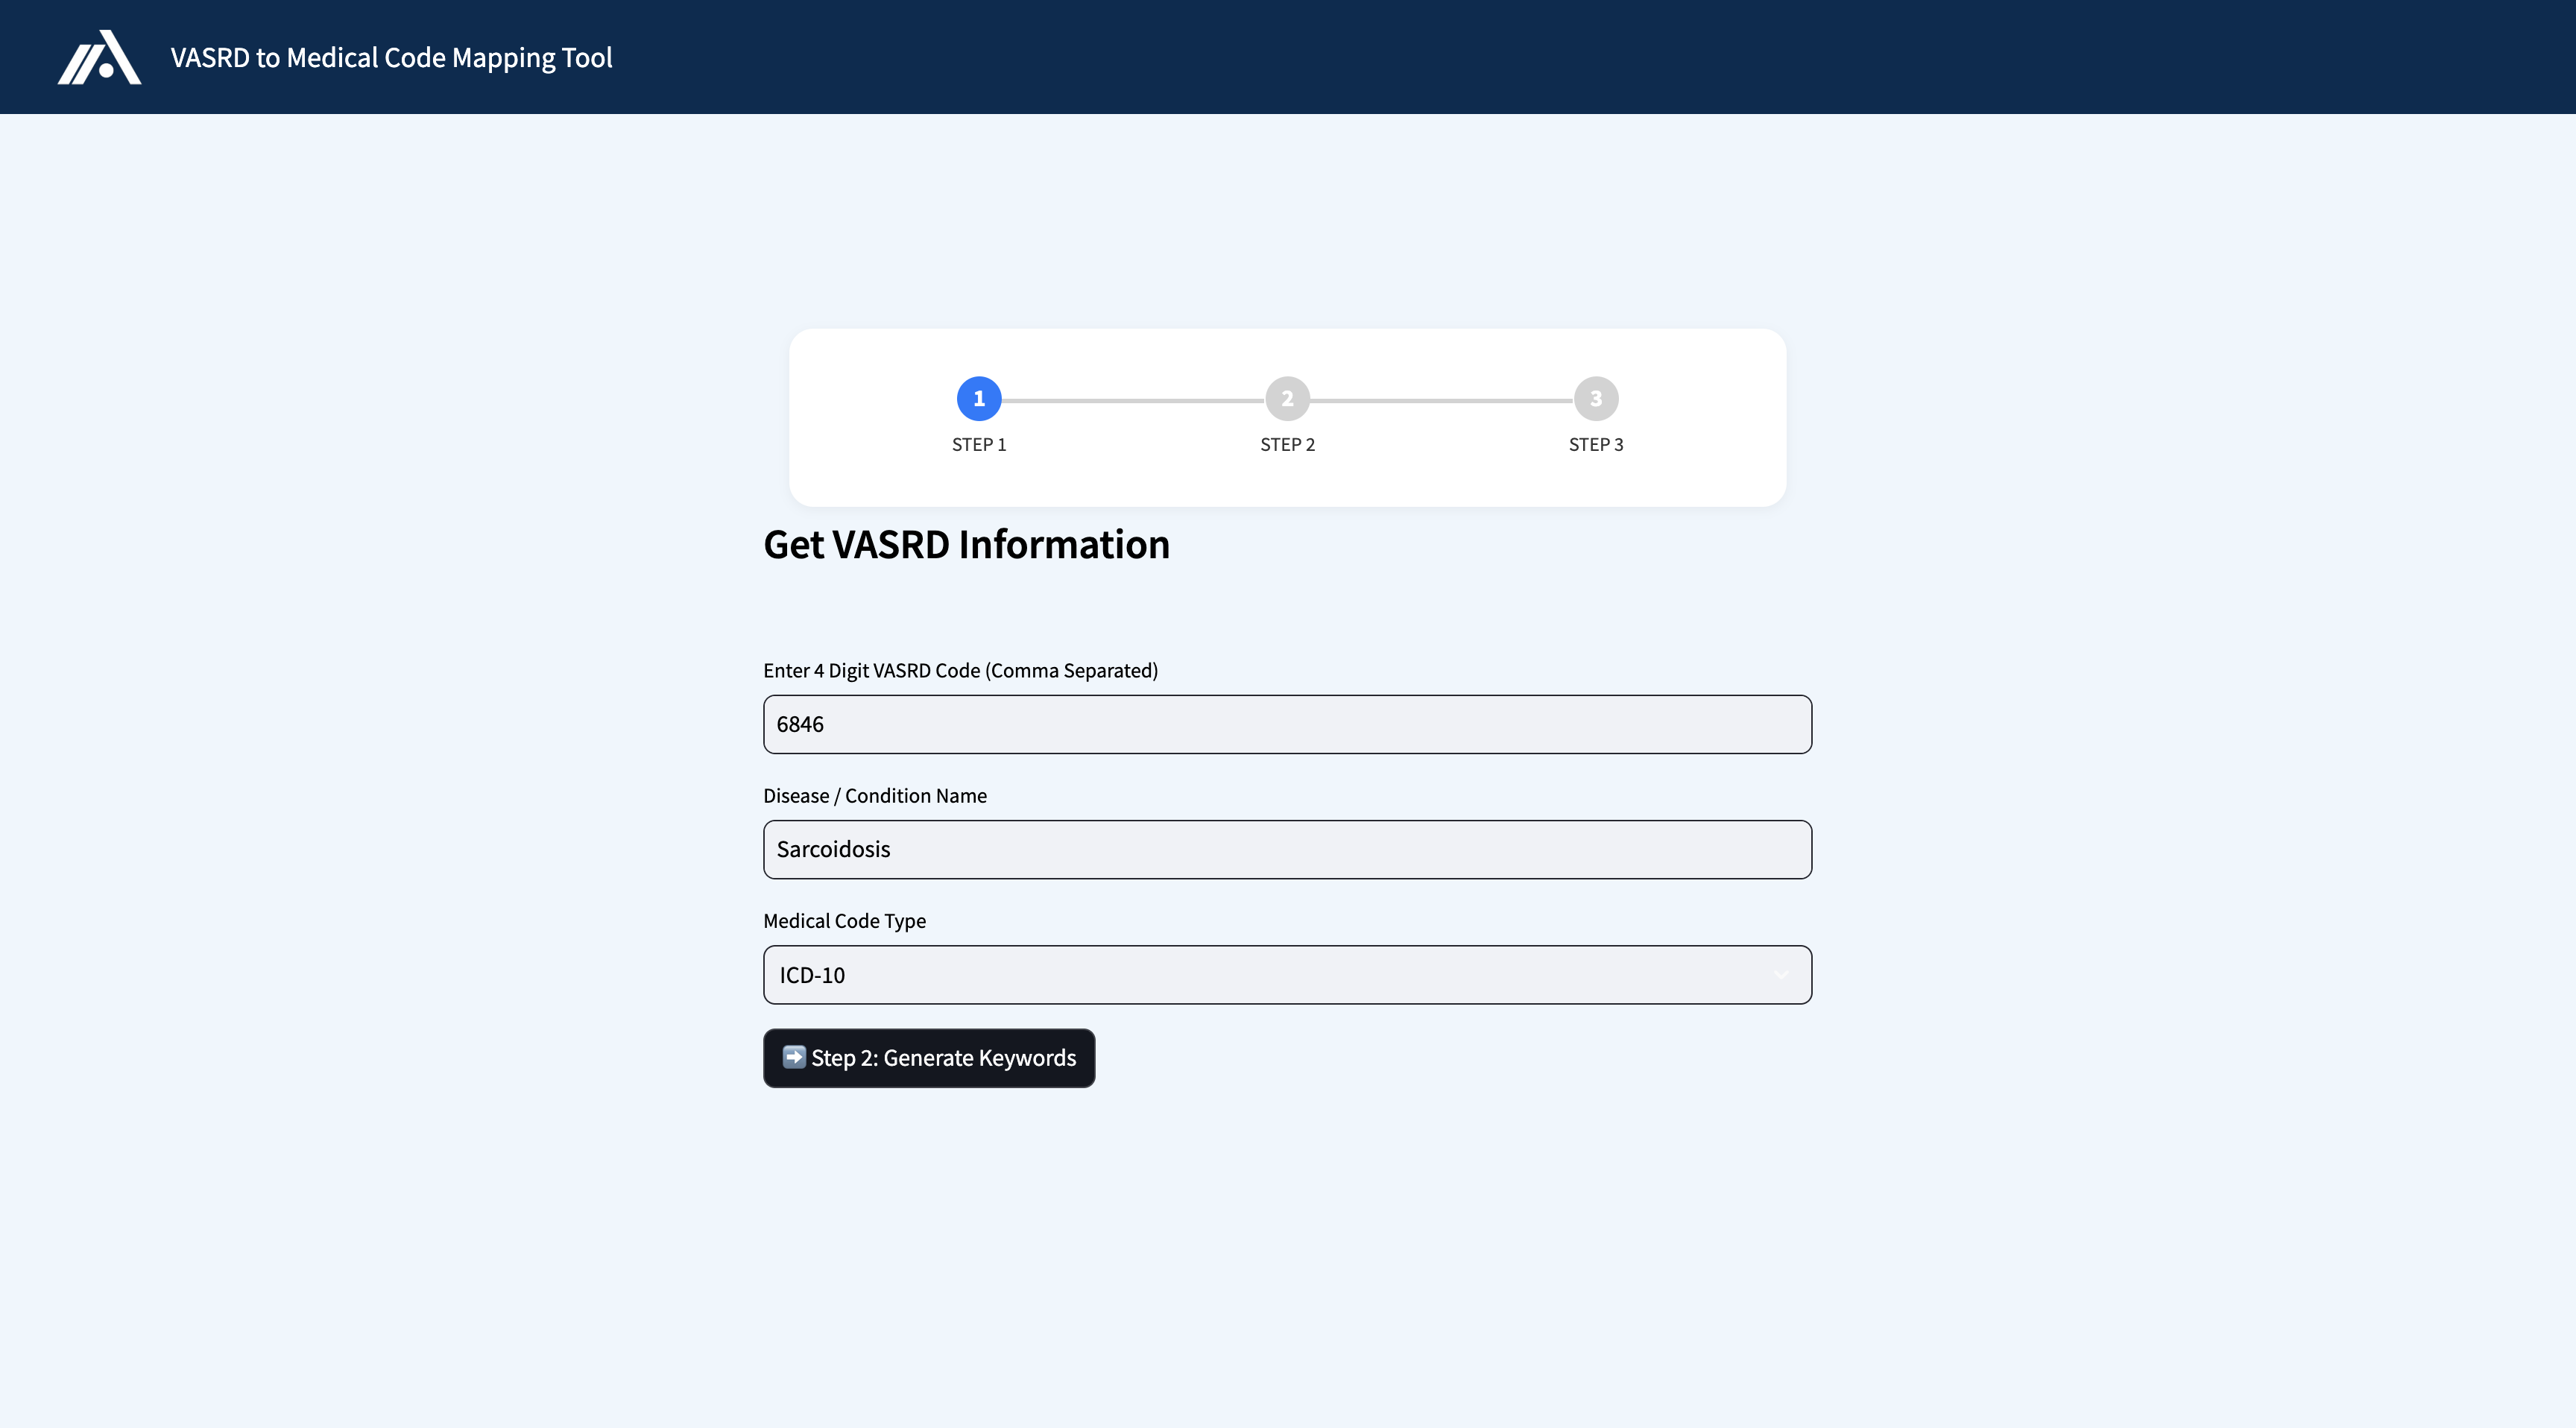 VASRD to Medical Code Mapping Tool
1
2
3
STEP 1
STEP 2
STEP 3
Get VASRD Information
Enter 4 Digit VASRD Code (Comma Separated)
6846
Disease / Condition Name
Sarcoidosis
Medical Code Type
ICD-10
➡️ Step 2: Generate Keywords